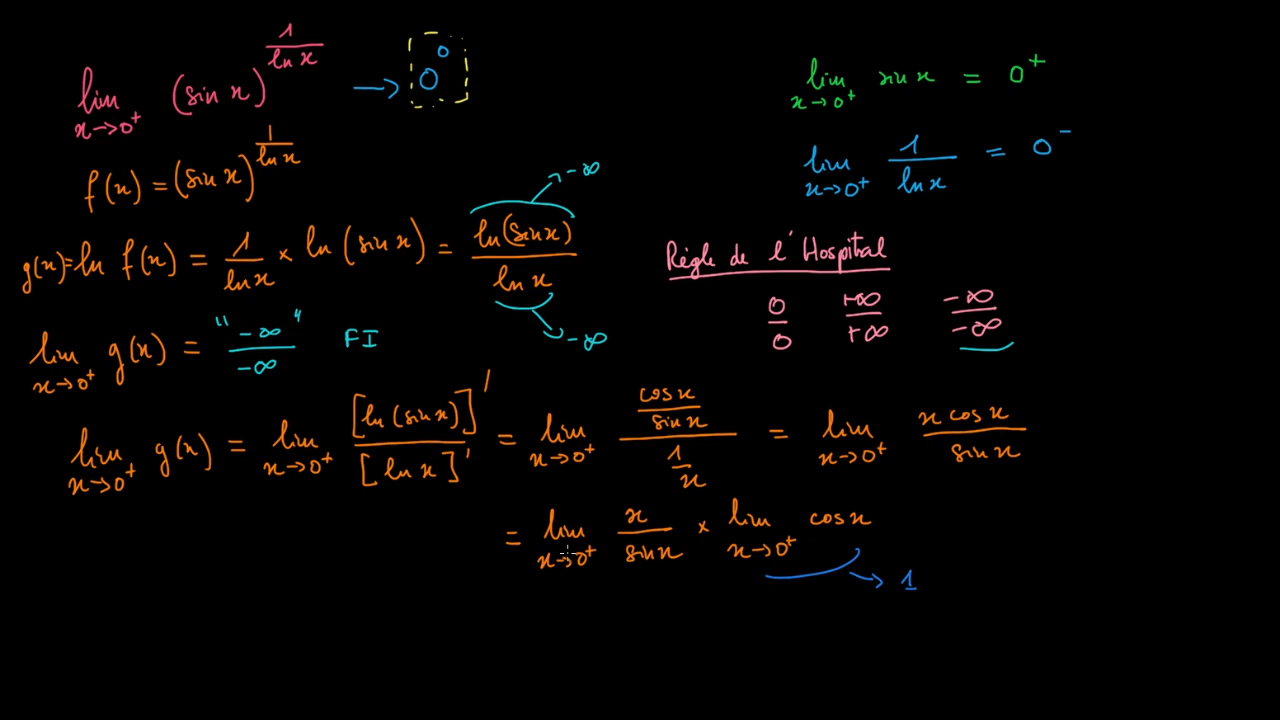 lim x→0⁺ (sin x)^(1/ln x) → 0⁰
f(x) = (sin x)^(1/ln x)
g(x) = ln f(x) = 1/ln x × ln (sin x) = ln(sin x)/ln x
→ -∞
→ -∞
lim x→0⁺ g(x) = "-∞/-∞" FI
lim x→0⁺ sin x = 0⁺
lim x→0⁺ 1/ln x = 0⁻
Règle de l'Hospital
0/0 +∞/+∞ -∞/-∞
lim x→0⁺ g(x) = lim x→0⁺ [ln (sin x)]'/[ln x]' = lim x→0⁺ (cos x/sin x)/(1/x) = lim x→0⁺ x cos x/sin x
= lim x→0⁺ x/sin x × lim x→0⁺ cos x
→ 1